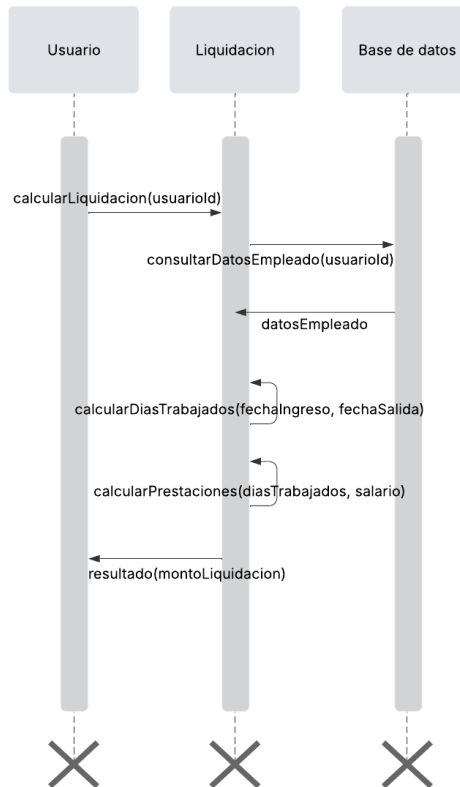 Usuario
Liquidacion
Base de datos
calcularLiquidacion(usuarioId)
consultarDatosEmpleado(usuarioId)
datosEmpleado
calcularDiasTrabajados(fechaIngreso, fechaSalida)
calcularPrestaciones(diasTrabajados, salario)
resultado(montoLiquidacion)